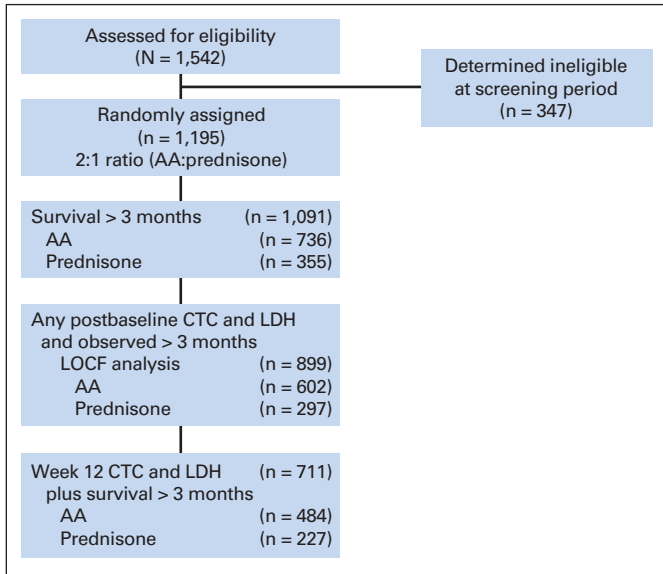 Assessed for eligibility
(N = 1,542)
Determined ineligible
at screening period
(n = 347)
Randomly assigned
(n = 1,195)
2:1 ratio (AA:prednisone)
Survival > 3 months (n = 1,091)
AA (n = 736)
Prednisone (n = 355)
Any postbaseline CTC and LDH
and observed > 3 months
LOCF analysis (n = 899)
AA (n = 602)
Prednisone (n = 297)
Week 12 CTC and LDH (n = 711)
plus survival > 3 months
AA (n = 484)
Prednisone (n = 227)